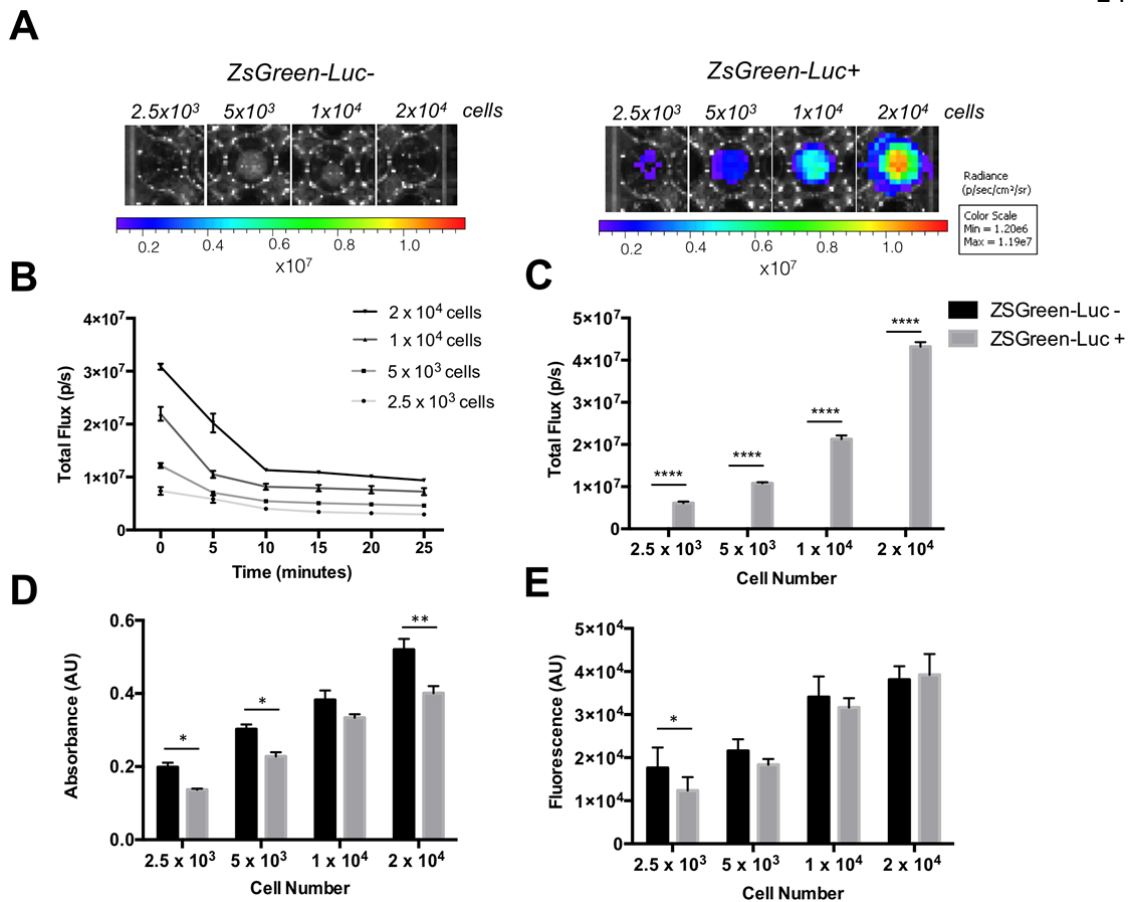 A
ZsGreen-Luc-
2.5x10³ 5x10³ 1x10⁴ 2x10⁴ cells
0.2 0.4 0.6 0.8 1.0
x10⁷
ZsGreen-Luc+
2.5x10³ 5x10³ 1x10⁴ 2x10⁴ cells
0.2 0.4 0.6 0.8 1.0
x10⁷
Radiance
(p/sec/cm²/sr)
Color Scale
Min = 1.20e6
Max = 1.19e7
B
Total Flux (p/s)
4×10⁷
3×10⁷
2×10⁷
1×10⁷
0
0 5 10 15 20 25
Time (minutes)
2 x 10⁴ cells
1 x 10⁴ cells
5 x 10³ cells
2.5 x 10³ cells
C
Total Flux (p/s)
5×10⁷
4×10⁷
3×10⁷
2×10⁷
1×10⁷
0
**** **** **** ****
2.5 x 10³ 5 x 10³ 1 x 10⁴ 2 x 10⁴
Cell Number
ZSGreen-Luc -
ZSGreen-Luc +
D
Absorbance (AU)
0.6
0.4
0.2
0.0
* * **
2.5 x 10³ 5 x 10³ 1 x 10⁴ 2 x 10⁴
Cell Number
E
Fluorescence (AU)
5×10⁴
4×10⁴
3×10⁴
2×10⁴
1×10⁴
0
*
2.5 x 10³ 5 x 10³ 1 x 10⁴ 2 x 10⁴
Cell Number